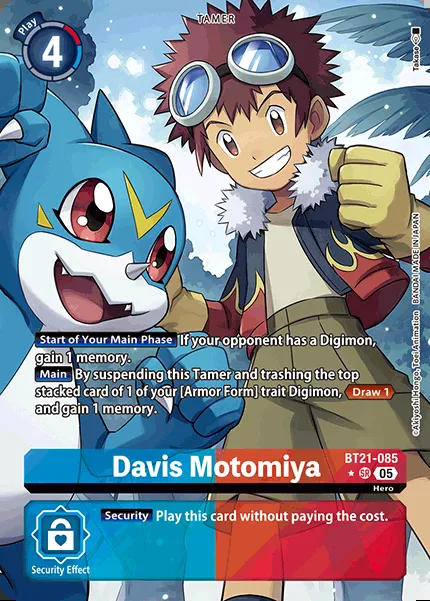 TAMER
Play
4
Takase
Start of Your Main Phase If your opponent has a Digimon,
gain 1 memory.
Main By suspending this Tamer and trashing the top
stacked card of 1 of your [Armor Form] trait Digimon, Draw 1
and gain 1 memory.
©Akiyoshi Hongo, Toei Animation BANDAI MADE IN JAPAN
Davis Motomiya
BT21-085
SR 05
Hero
Security Play this card without paying the cost.
Security Effect